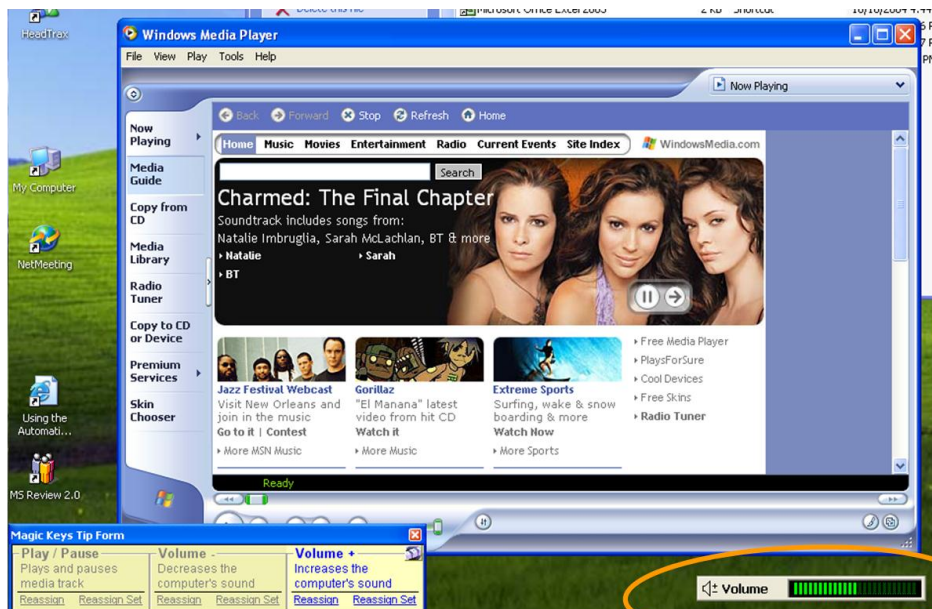 Delete this file
Microsoft Office Excel 2003
2 KB
Shortcut
HeadTrax
Windows Media Player
File View Play Tools Help
Now Playing
Back Forward Stop Refresh Home
Now
Playing
Media
Guide
Copy from
CD
Media
Library
Radio
Tuner
Copy to CD
or Device
Premium
Services
Skin
Chooser
Home Music Movies Entertainment Radio Current Events Site Index
WindowsMedia.com
Search
Charmed: The Final Chapter
Soundtrack includes songs from:
Natalie Imbruglia, Sarah McLachlan, BT & more
Natalie Sarah
BT
Jazz Festival Webcast
Visit New Orleans and
join in the music
Go to it | Contest
More MSN Music
Gorillaz
"El Manana" latest
video from hit CD
Watch it
More Music
Extreme Sports
Surfing, wake & snow
boarding & more
Watch Now
More Sports
Free Media Player
PlaysForSure
Cool Devices
Free Skins
Radio Tuner
Ready
My Computer
NetMeeting
Using the
Automati...
MS Review 2.0
Magic Keys Tip Form
Play / Pause
Plays and pauses
media track
Reassign Reassign Set
Volume -
Decreases the
computer's sound
Reassign Reassign Set
Volume +
Increases the
computer's sound
Reassign Reassign Set
Volume